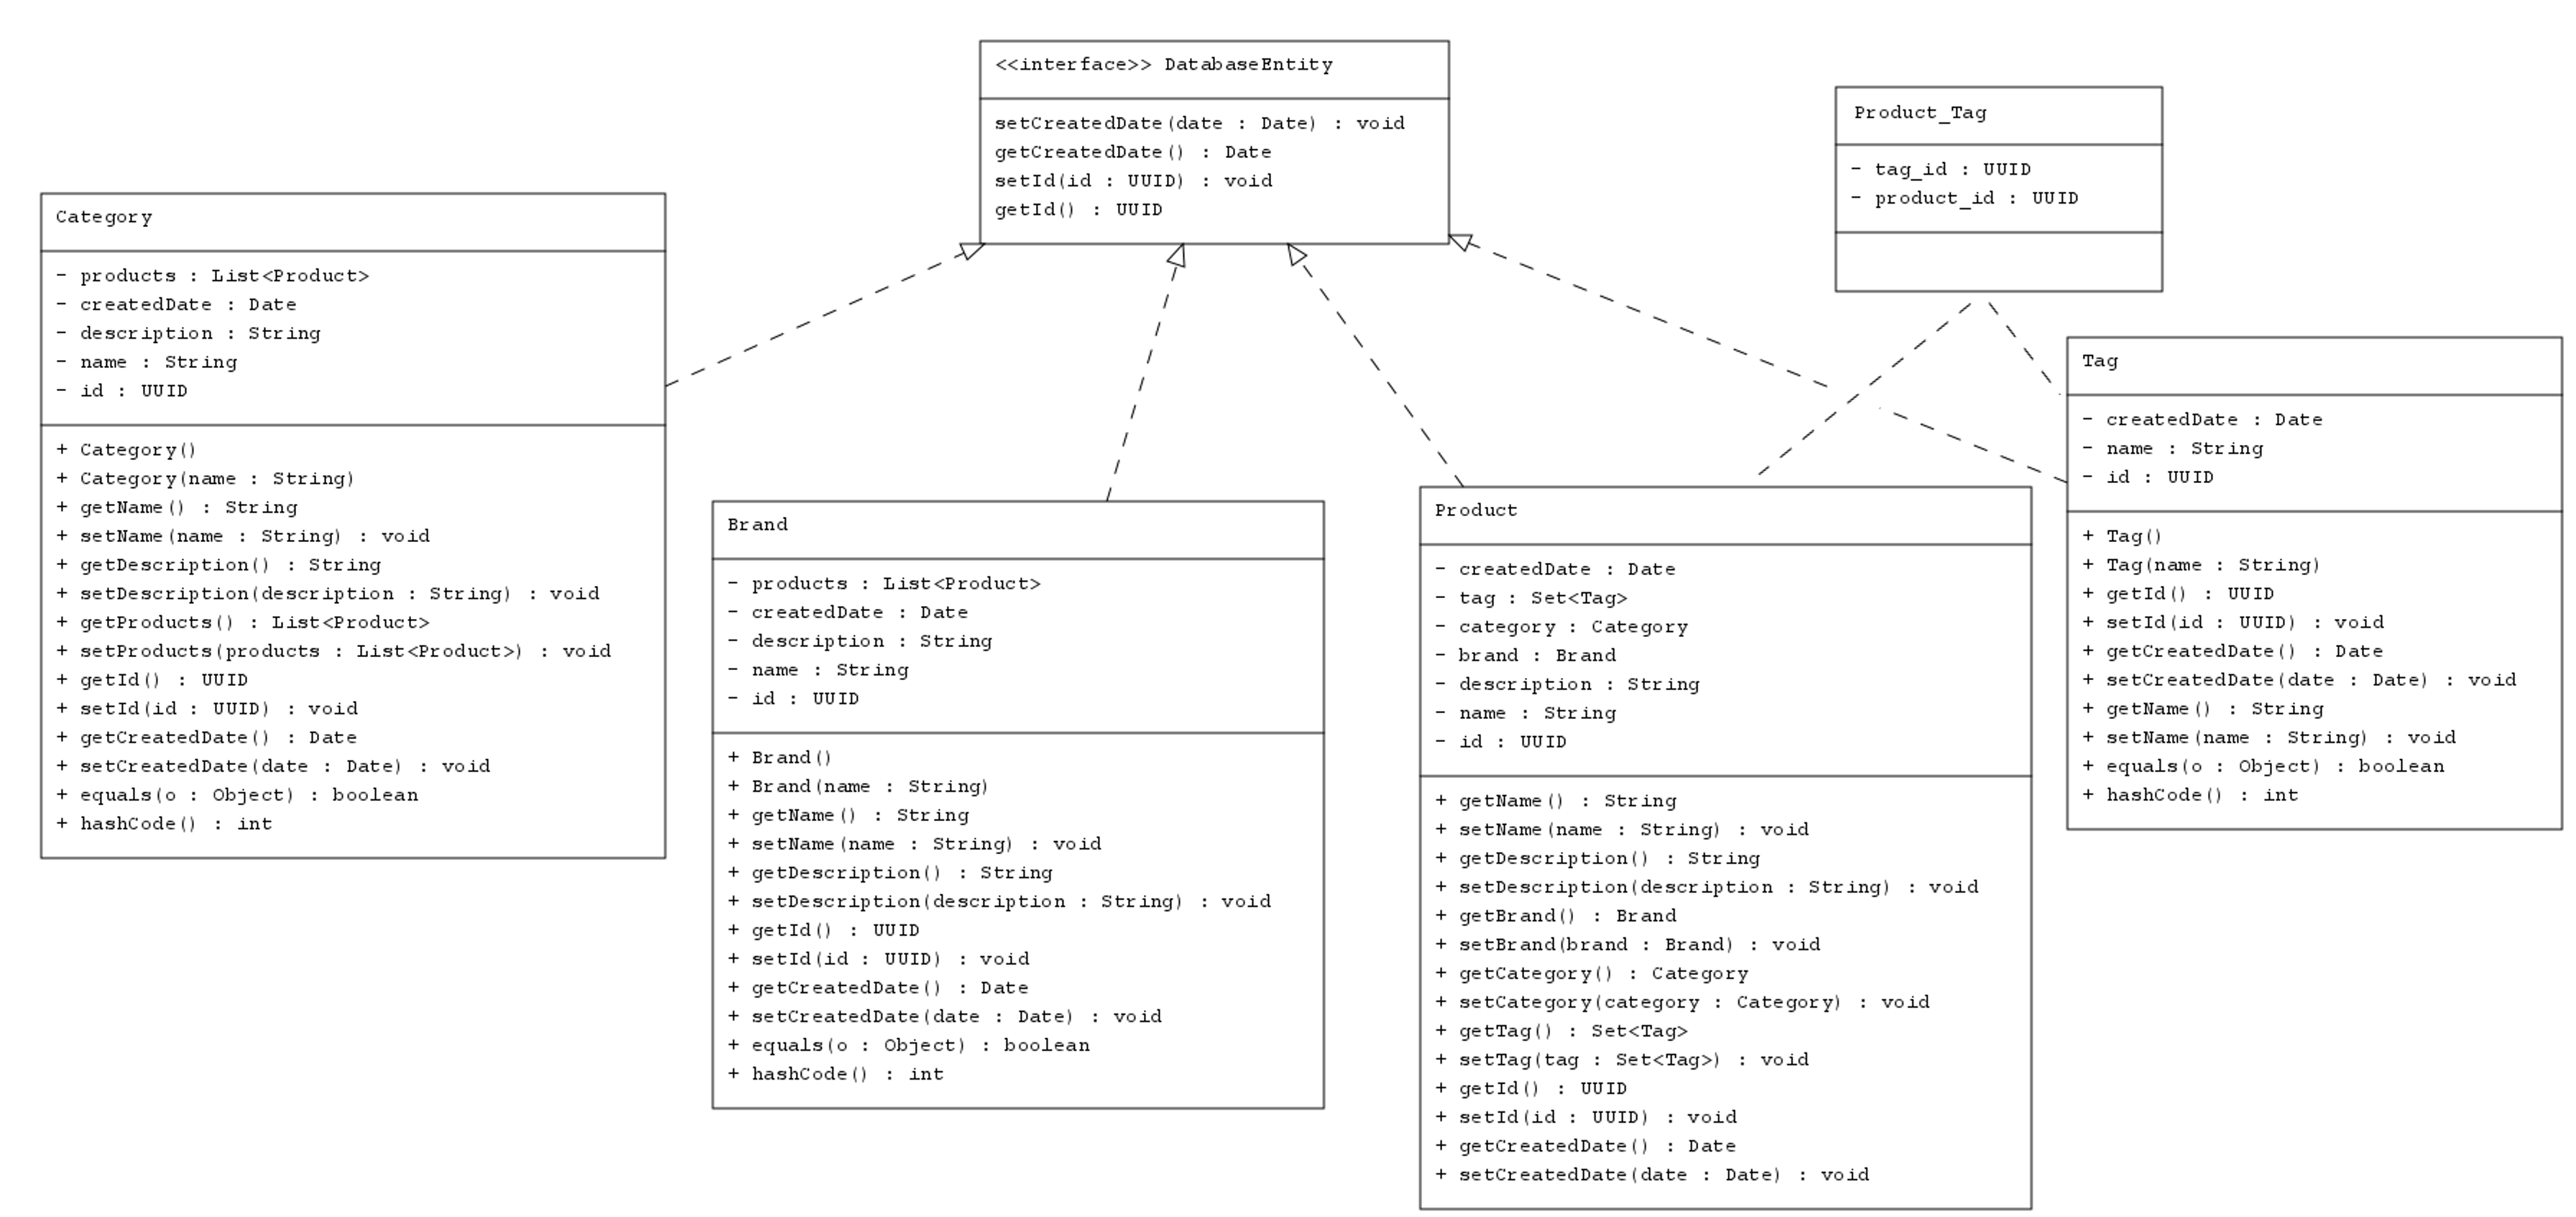 <<interface>> DatabaseEntity
setCreatedDate(date : Date) : void
getCreatedDate() : Date
setId(id : UUID) : void
getId() : UUID
Product_Tag
- tag_id : UUID
- product_id : UUID
Category
- products : List<Product>
- createdDate : Date
- description : String
- name : String
- id : UUID
+ Category()
+ Category(name : String)
+ getName() : String
+ setName(name : String) : void
+ getDescription() : String
+ setDescription(description : String) : void
+ getProducts() : List<Product>
+ setProducts(products : List<Product>) : void
+ getId() : UUID
+ setId(id : UUID) : void
+ getCreatedDate() : Date
+ setCreatedDate(date : Date) : void
+ equals(o : Object) : boolean
+ hashCode() : int
Brand
- products : List<Product>
- createdDate : Date
- description : String
- name : String
- id : UUID
+ Brand()
+ Brand(name : String)
+ getName() : String
+ setName(name : String) : void
+ getDescription() : String
+ setDescription(description : String) : void
+ getId() : UUID
+ setId(id : UUID) : void
+ getCreatedDate() : Date
+ setCreatedDate(date : Date) : void
+ equals(o : Object) : boolean
+ hashCode() : int
Product
- createdDate : Date
- tag : Set<Tag>
- category : Category
- brand : Brand
- description : String
- name : String
- id : UUID
+ getName() : String
+ setName(name : String) : void
+ getDescription() : String
+ setDescription(description : String) : void
+ getBrand() : Brand
+ setBrand(brand : Brand) : void
+ getCategory() : Category
+ setCategory(category : Category) : void
+ getTag() : Set<Tag>
+ setTag(tag : Set<Tag>) : void
+ getId() : UUID
+ setId(id : UUID) : void
+ getCreatedDate() : Date
+ setCreatedDate(date : Date) : void
Tag
- createdDate : Date
- name : String
- id : UUID
+ Tag()
+ Tag(name : String)
+ getId() : UUID
+ setId(id : UUID) : void
+ getCreatedDate() : Date
+ setCreatedDate(date : Date) : void
+ getName() : String
+ setName(name : String) : void
+ equals(o : Object) : boolean
+ hashCode() : int